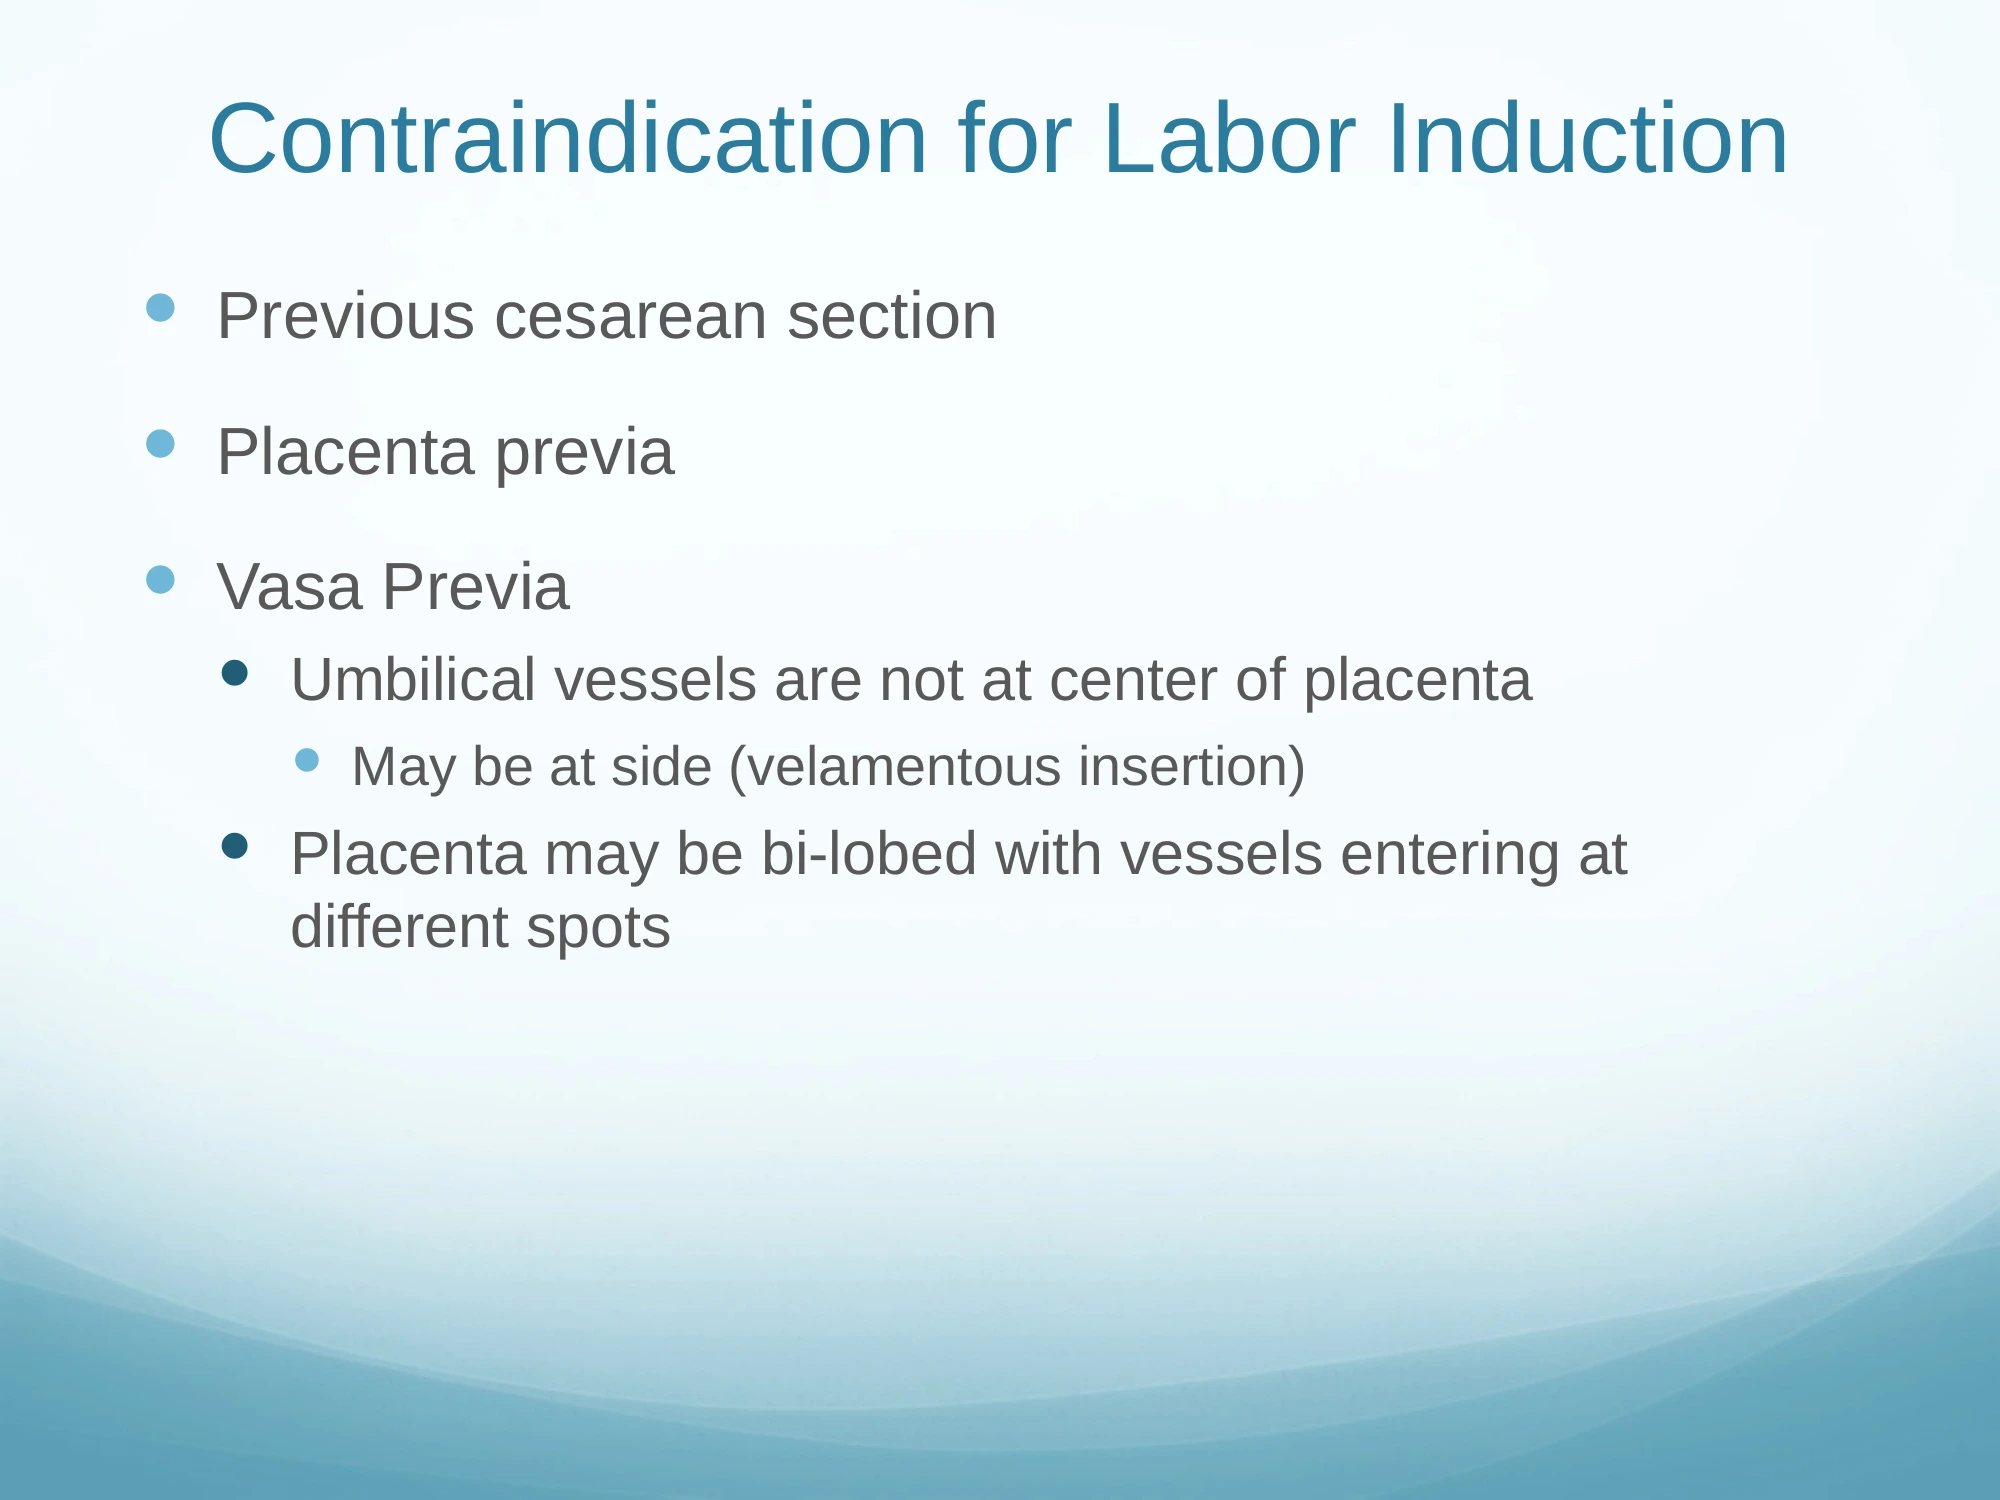 Contraindication for Labor Induction
Previous cesarean section
Placenta previa
Vasa Previa
Umbilical vessels are not at center of placenta
May be at side (velamentous insertion)
Placenta may be bi-lobed with vessels entering at
different spots